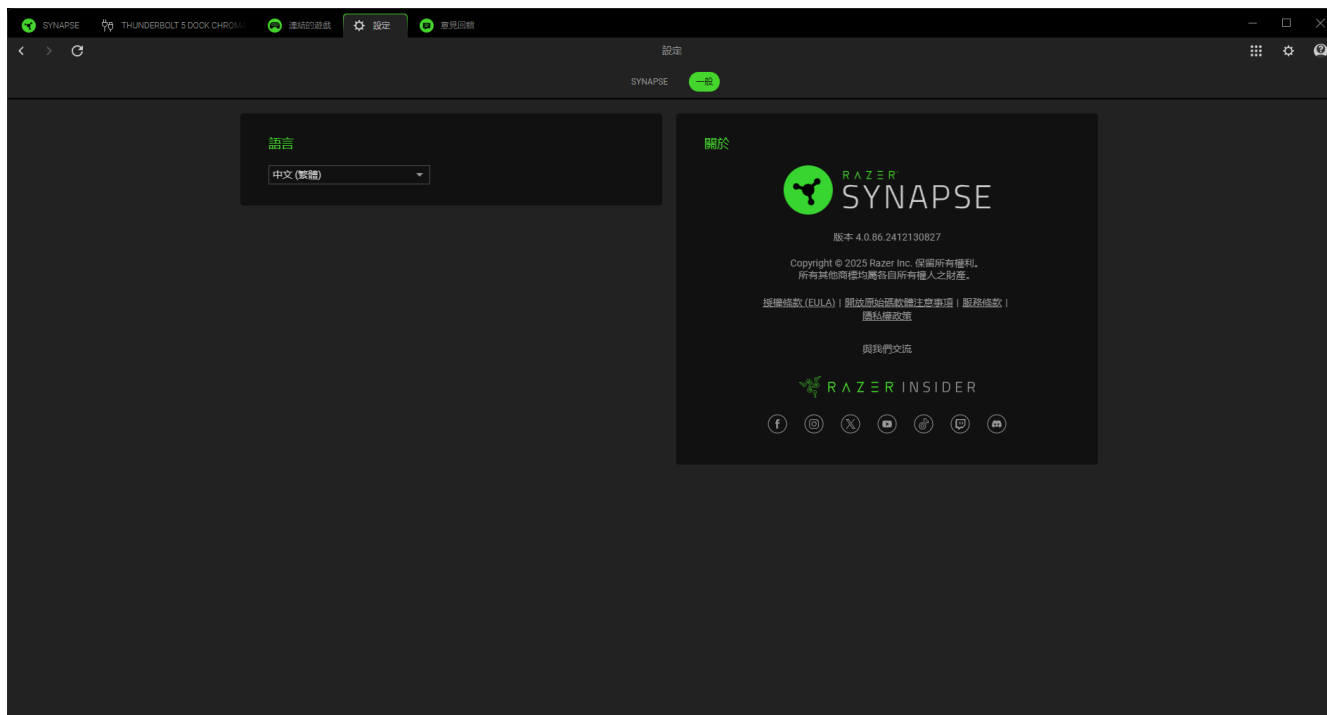 SYNAPSE THUNDERBOLT 5 DOCK CHROMA 連結的遊戲 設定 意見回饋
設定
SYNAPSE 一般
語言
中文 (繁體)
關於
RAZER
SYNAPSE
版本 4.0.86.2412130827
Copyright © 2025 Razer Inc. 保留所有權利。
所有其他商標均屬各自所有權人之財產。
授權條款 (EULA) | 開放原始碼軟體注意事項 | 服務條款 |
隱私權政策
與我們交流
RAZER INSIDER